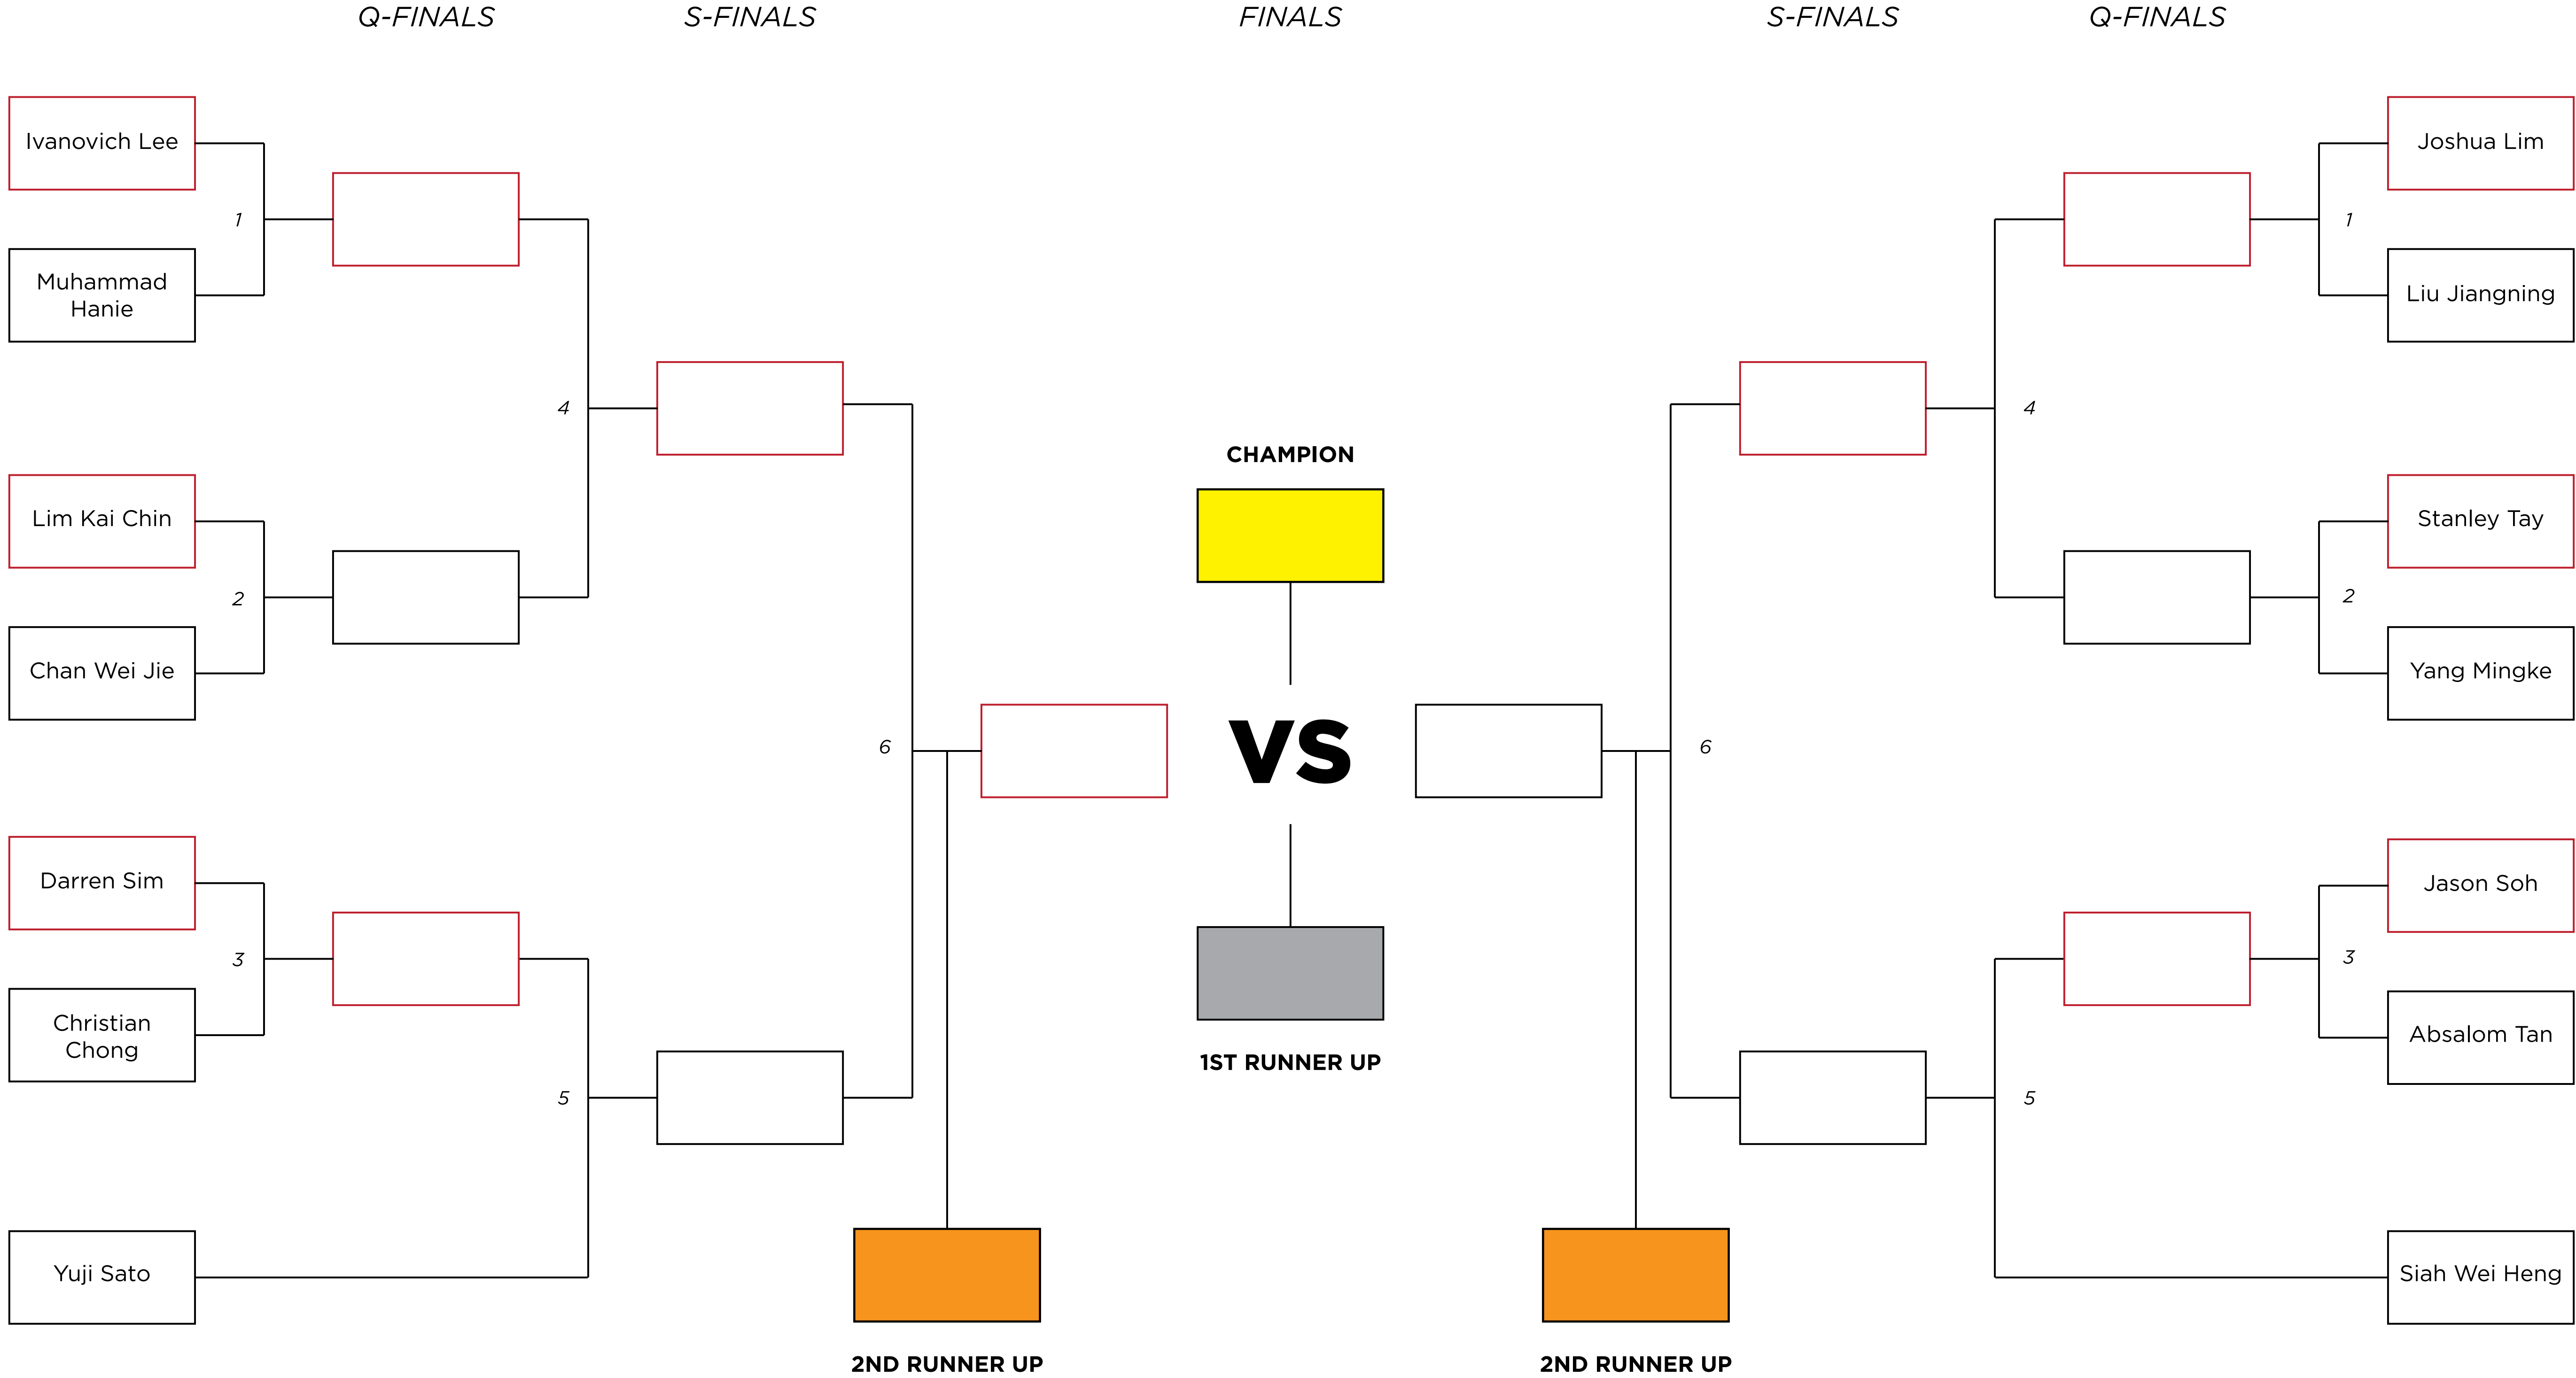 Q-FINALS
S-FINALS
FINALS
S-FINALS
Q-FINALS
Ivanovich Lee
1
Muhammad
Hanie
Lim Kai Chin
2
Chan Wei Jie
4
Darren Sim
3
Christian
Chong
5
Yuji Sato
6
2ND RUNNER UP
CHAMPION
VS
1ST RUNNER UP
6
2ND RUNNER UP
4
5
Joshua Lim
1
Liu Jiangning
Stanley Tay
2
Yang Mingke
Jason Soh
3
Absalom Tan
Siah Wei Heng